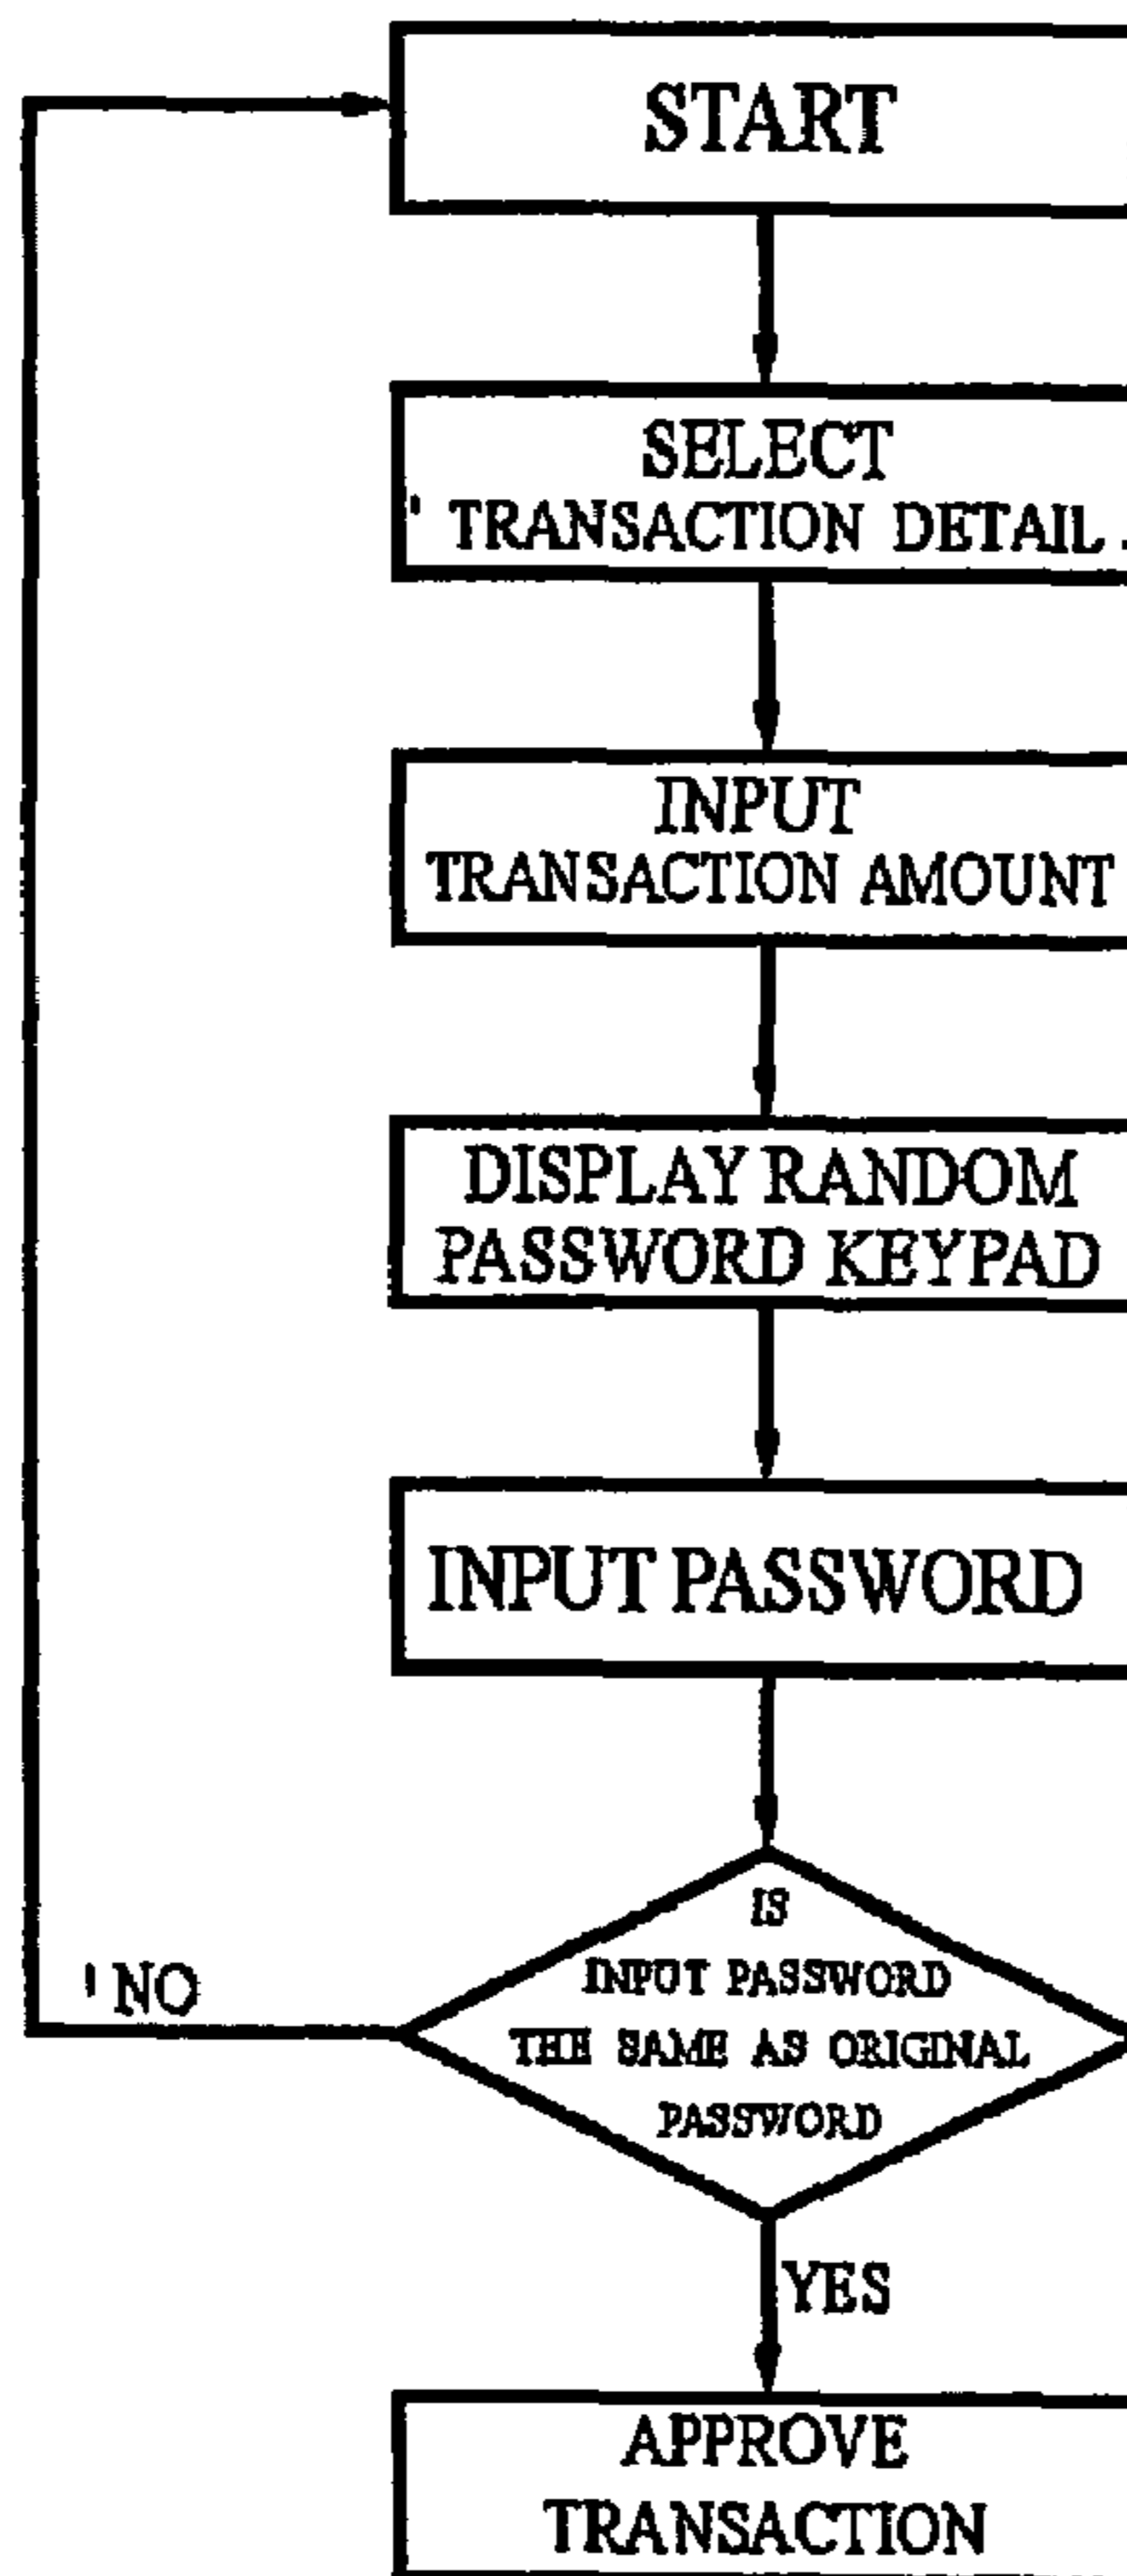 START
SELECT
TRANSACTION DETAIL
INPUT
TRANSACTION AMOUNT
DISPLAY RANDOM
PASSWORD KEYPAD
INPUT PASSWORD
IS
INPUT PASSWORD
THE SAME AS ORIGINAL
PASSWORD
NO
YES
APPROVE
TRANSACTION